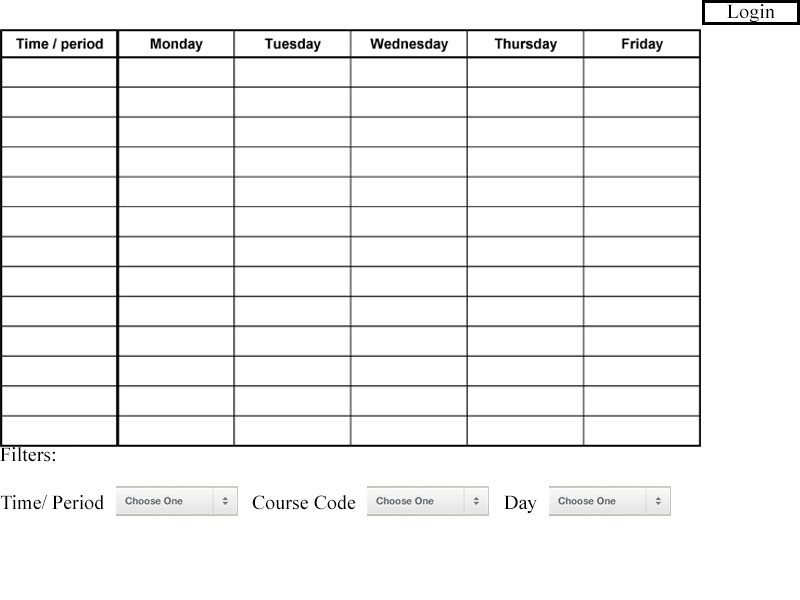 Login
Time / period Monday Tuesday Wednesday Thursday Friday
Filters:
Time/ Period Choose One Course Code Choose One Day Choose One